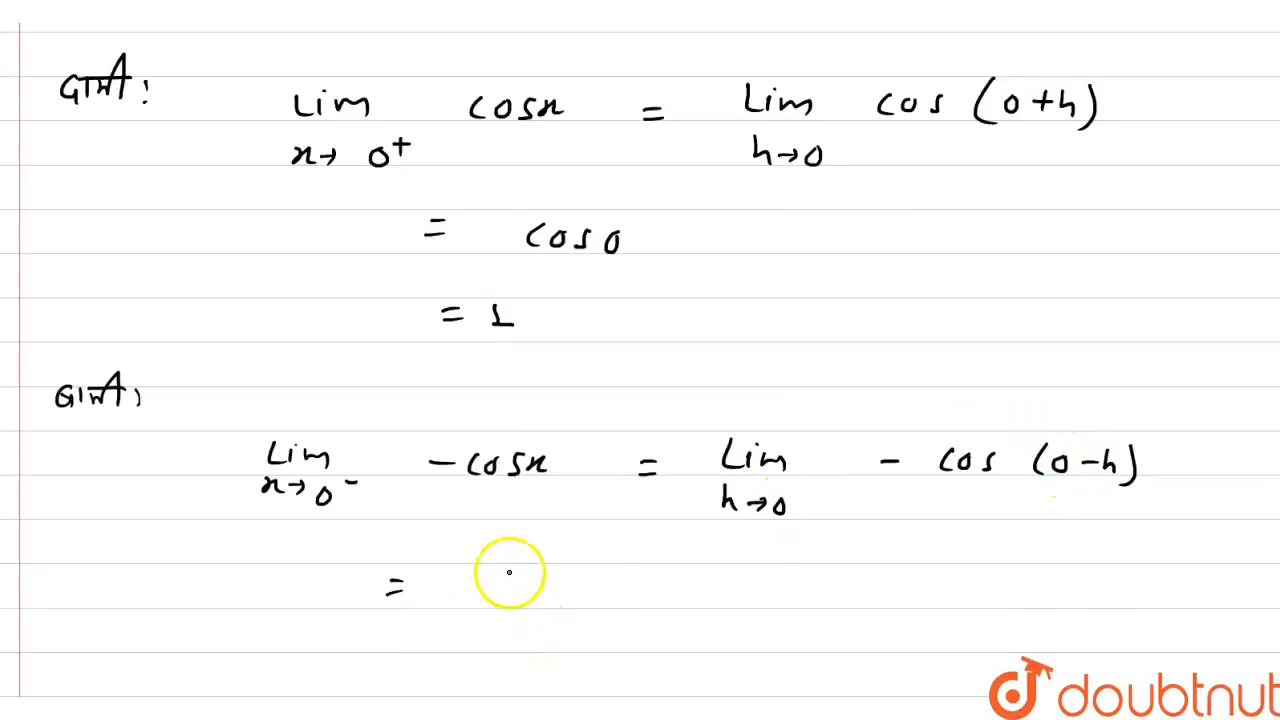 lim cosx = lim cos (0+h)
x→ 0+ h→0
= cos 0
= 1
lim -cosx = lim - cos (0-h)
x→0- h→0
=
doubtnut